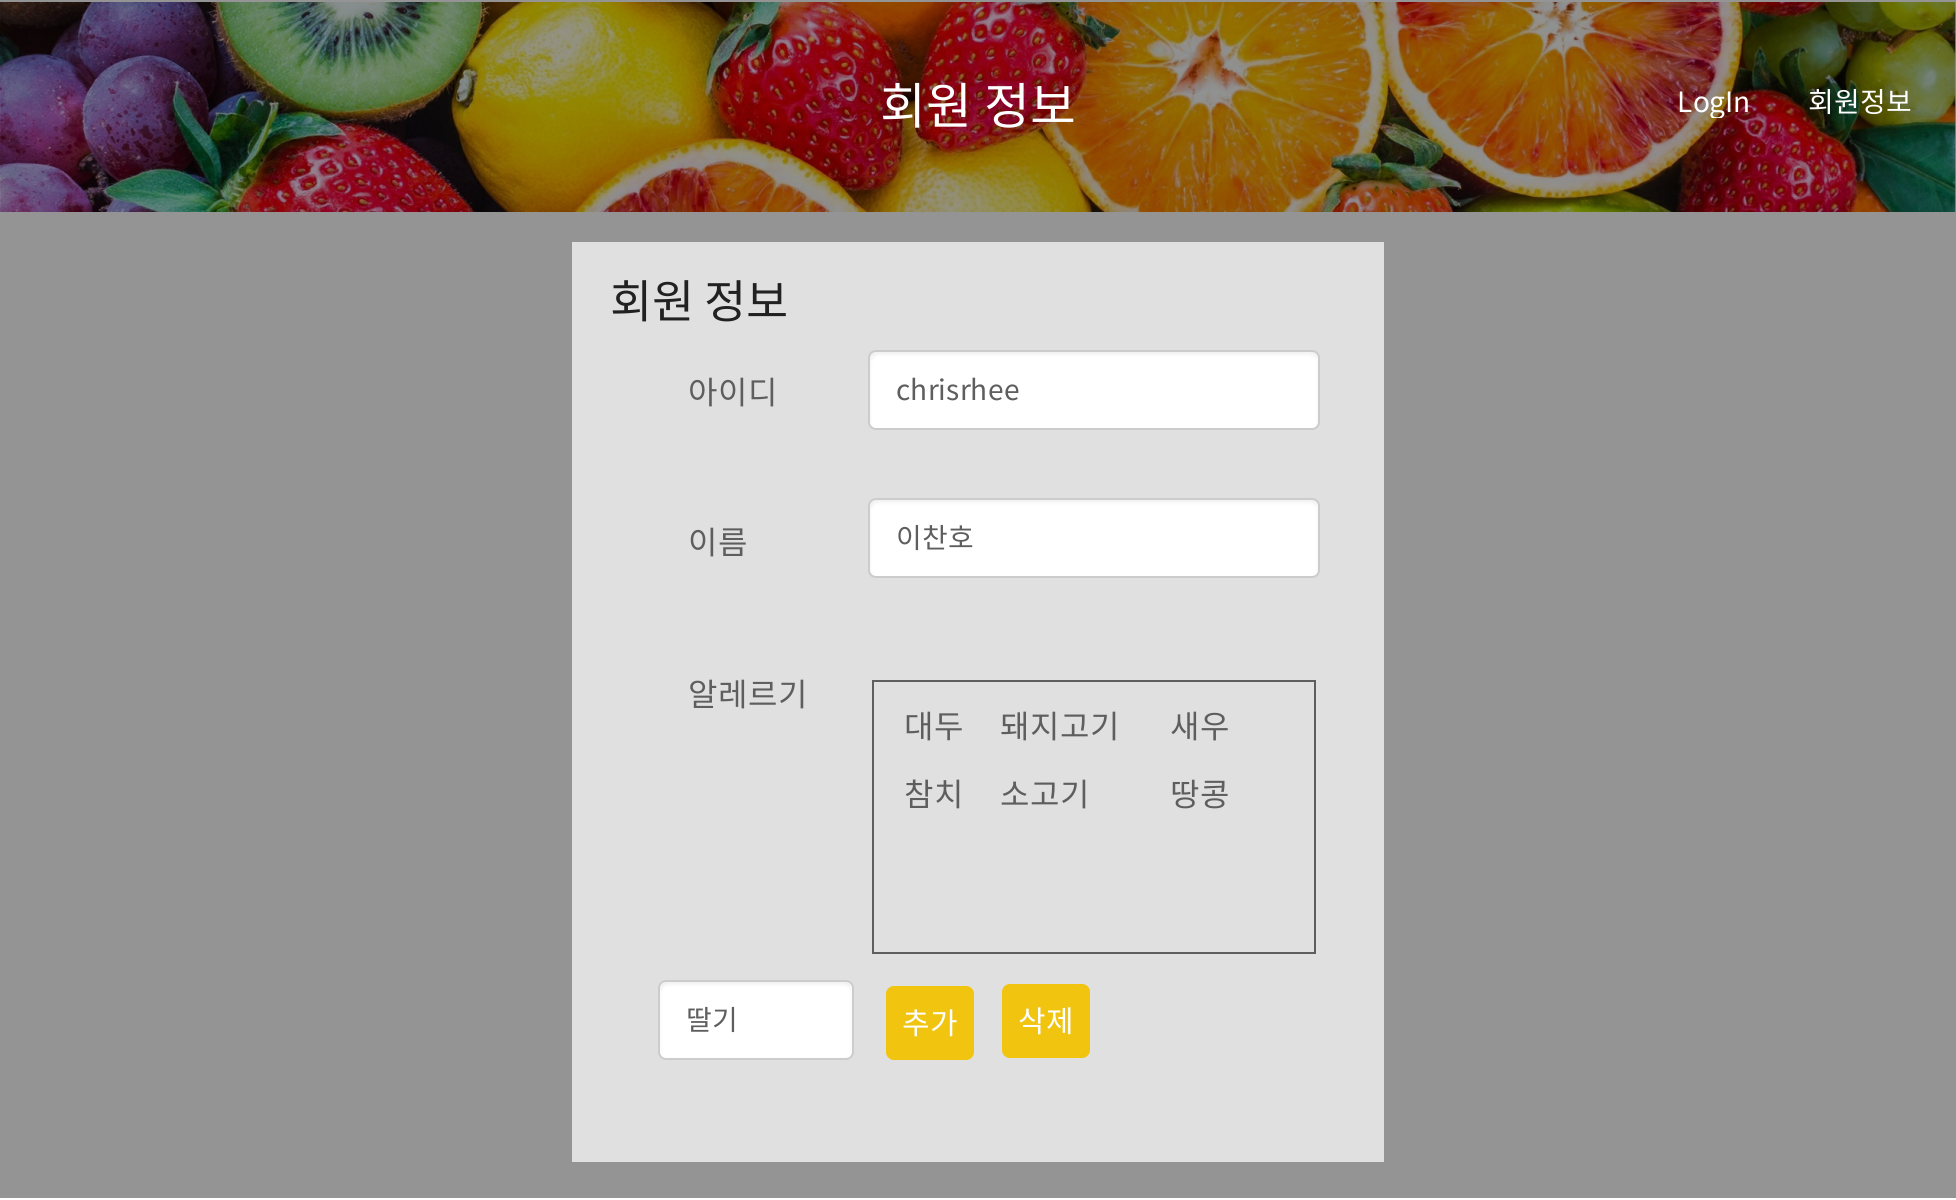 회원 정보
LogIn 회원정보
회원 정보
아이디 chrisrhee
이름 이찬호
알레르기
대두 돼지고기 새우
참치 소고기 땅콩
딸기 추가 삭제